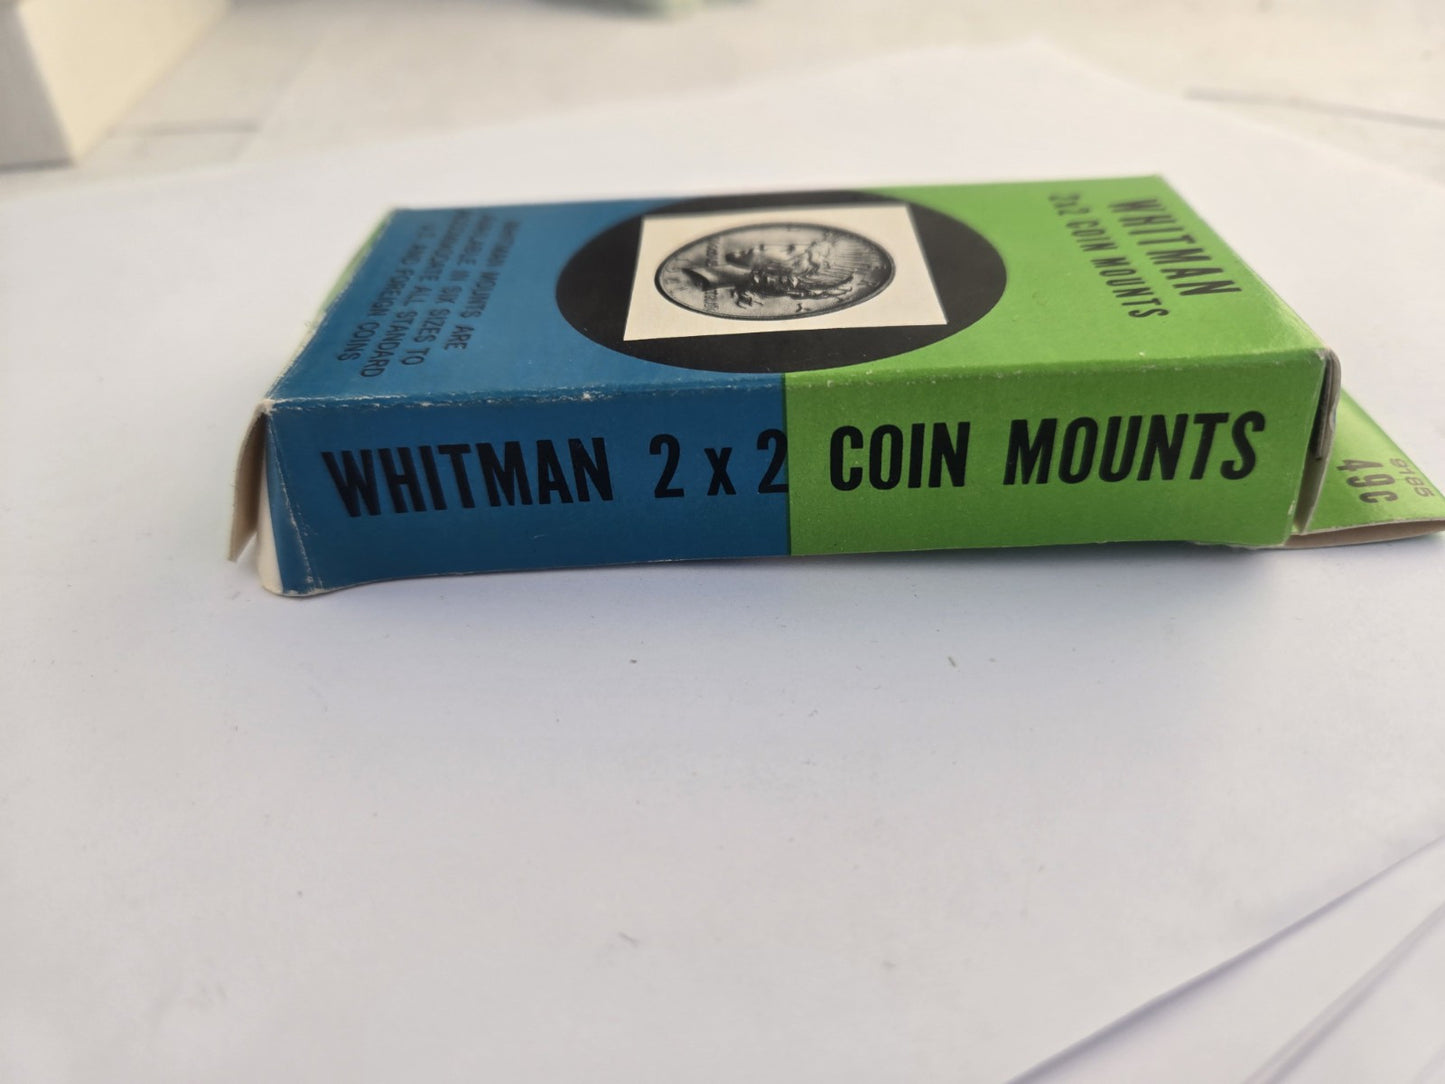 WHITMAN
2x2 COIN MOUNTS
WHITMAN MOUNTS ARE
AVAILABLE IN SIX SIZES TO
ACCOMMODATE ALL STANDARD
U.S. AND FOREIGN COINS
WHITMAN 2 x 2 COIN MOUNTS
9185
49c